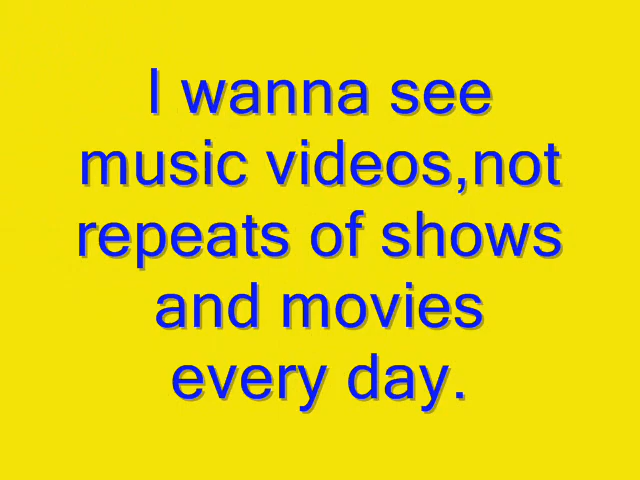 I wanna see
music videos,not
repeats of shows
and movies
every day.